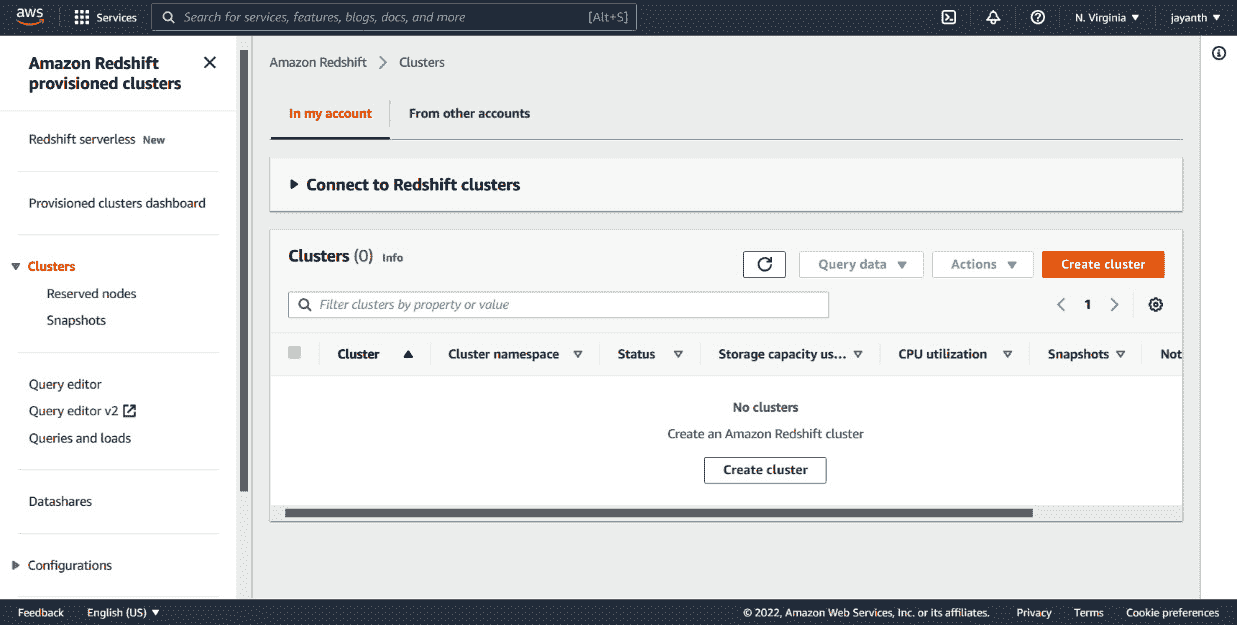 aws
Services
Search for services, features, blogs, docs, and more
[Alt+S]
N. Virginia
jayanth
Amazon Redshift
provisioned clusters
Redshift serverless New
Provisioned clusters dashboard
Clusters
Reserved nodes
Snapshots
Query editor
Query editor v2
Queries and loads
Datashares
Configurations
Amazon Redshift > Clusters
In my account
From other accounts
Connect to Redshift clusters
Clusters (0) Info
Query data
Actions
Create cluster
Filter clusters by property or value
1
Cluster
Cluster namespace
Status
Storage capacity us...
CPU utilization
Snapshots
Not
No clusters
Create an Amazon Redshift cluster
Create cluster
Feedback
English (US)
© 2022, Amazon Web Services, Inc. or its affiliates.
Privacy
Terms
Cookie preferences